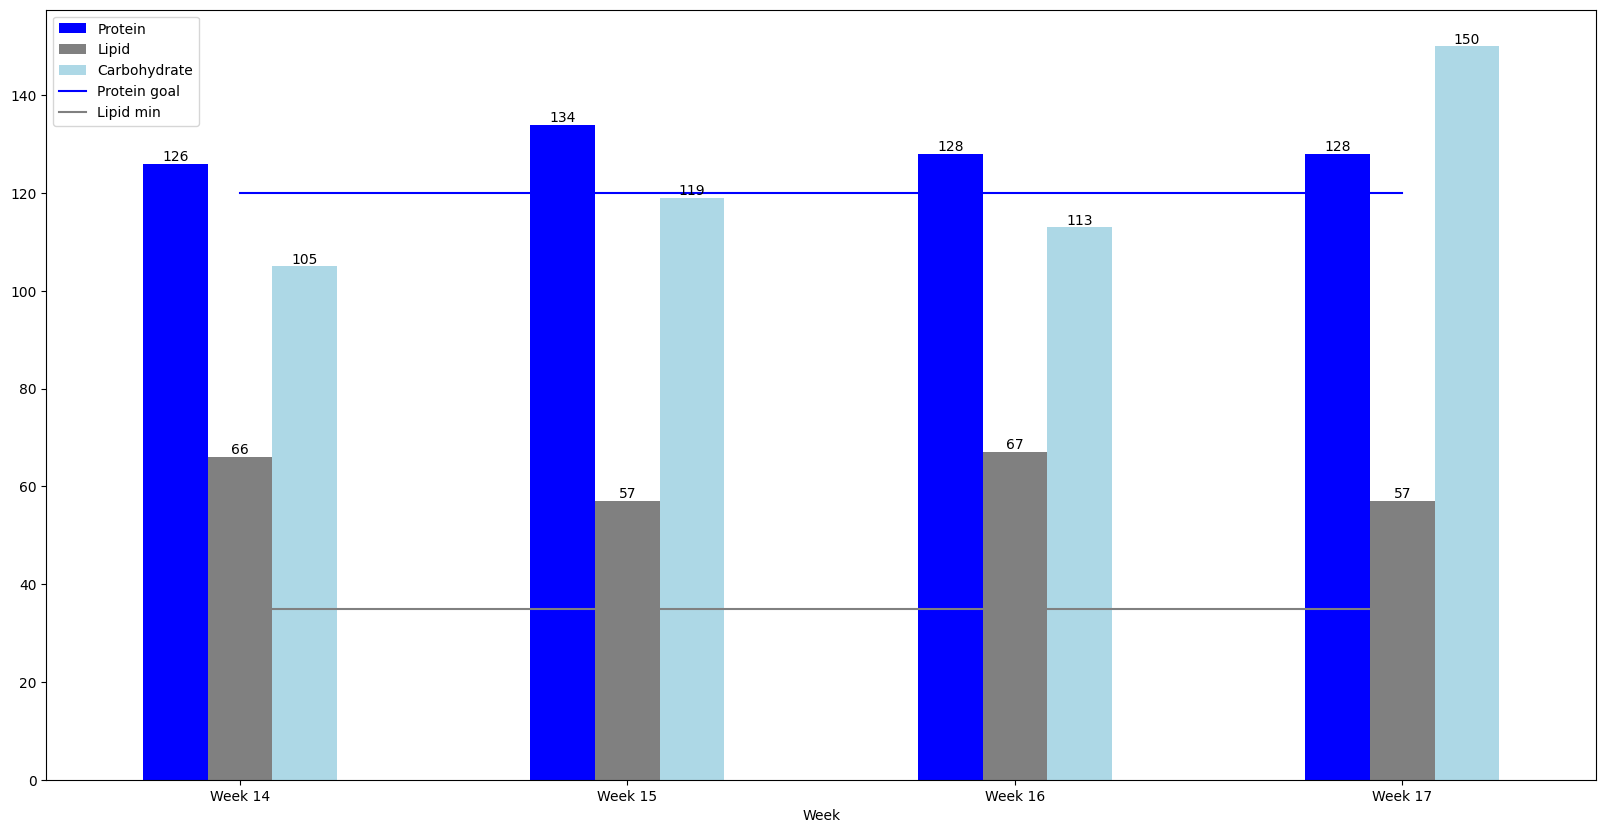 Protein
Lipid
Carbohydrate
Protein goal
Lipid min
140
120
100
80
60
40
20
0
126
66
105
134
57
119
128
67
113
128
57
150
Week 14
Week 15
Week 16
Week 17
Week